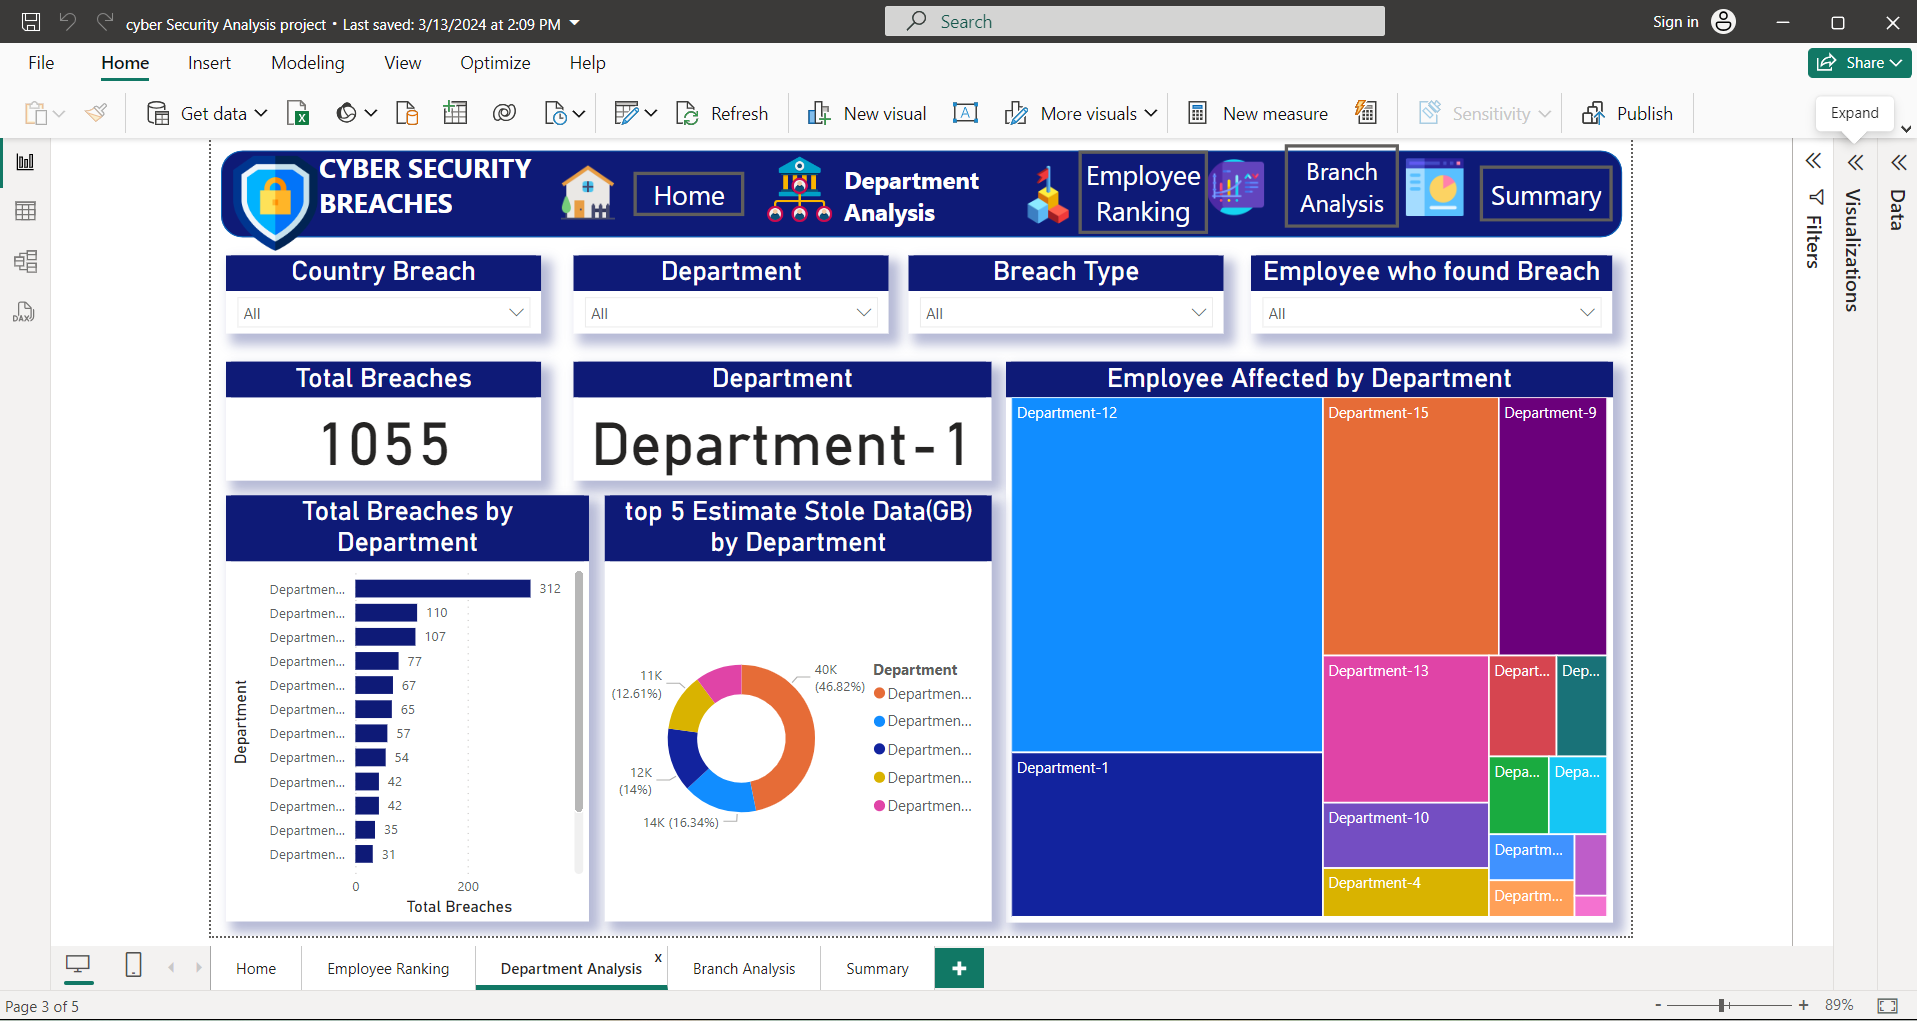 cyber Security Analysis project • Last saved: 3/13/2024 at 2:09 PM
Search
Sign in
File
Home
Insert
Modeling
View
Optimize
Help
Share
Get data
Refresh
New visual
More visuals
New measure
Sensitivity
Publish
Expand
CYBER SECURITY
BREACHES
Home
Department
Analysis
Employee
Ranking
Branch
Analysis
Summary
Filters
Visualizations
Data
DAX
Country Breach
All
Department
All
Breach Type
All
Employee who found Breach
All
Total Breaches
1055
Department
Department-1
Employee Affected by Department
Department-12
Department-15
Department-9
Department-1
Department-13
Depart...
Dep...
Depa...
Depa...
Department-10
Departm...
Department-4
Departm...
Total Breaches by
Department
Department
Departmen... 312
Departmen... 110
Departmen... 107
Departmen... 77
Departmen... 67
Departmen... 65
Departmen... 57
Departmen... 54
Departmen... 42
Departmen... 42
Departmen... 35
Departmen... 31
0 200
Total Breaches
top 5 Estimate Stole Data(GB)
by Department
40K
(46.82%)
14K (16.34%)
12K
(14%)
11K
(12.61%)
Department
Departmen...
Departmen...
Departmen...
Departmen...
Departmen...
Home
Employee Ranking
Department Analysis
x
Branch Analysis
Summary
+
Page 3 of 5
- + 89%